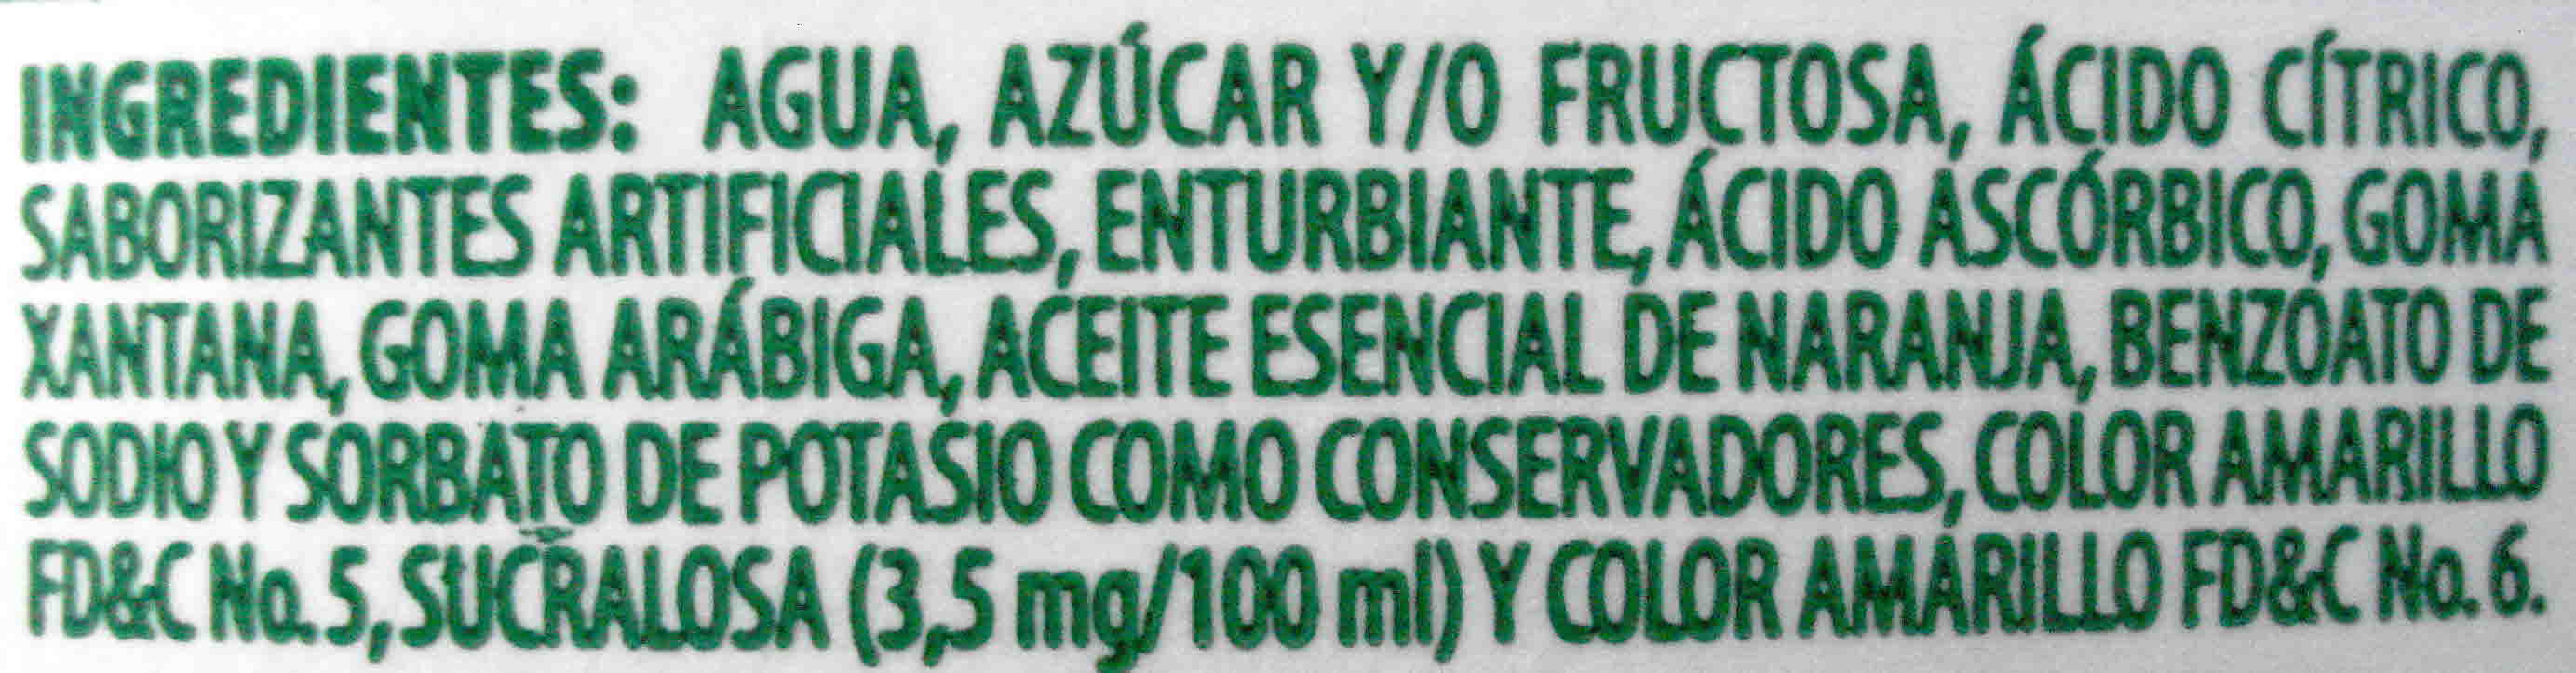 INGREDIENTES: AGUA, AZÚCAR Y/O FRUCTOSA, ÁCIDO CÍTRICO,
SABORIZANTES ARTIFICIALES, ENTURBIANTE, ÁCIDO ASCÓRBICO, GOMA
XANTANA, GOMA ARÁBIGA, ACEITE ESENCIAL DE NARANJA, BENZOATO DE
SODIO Y SORBATO DE POTASIO COMO CONSERVADORES, COLOR AMARILLO
FD&C No. 5, SUCRALOSA (3,5 mg/100 ml) Y COLOR AMARILLO FD&C No. 6.